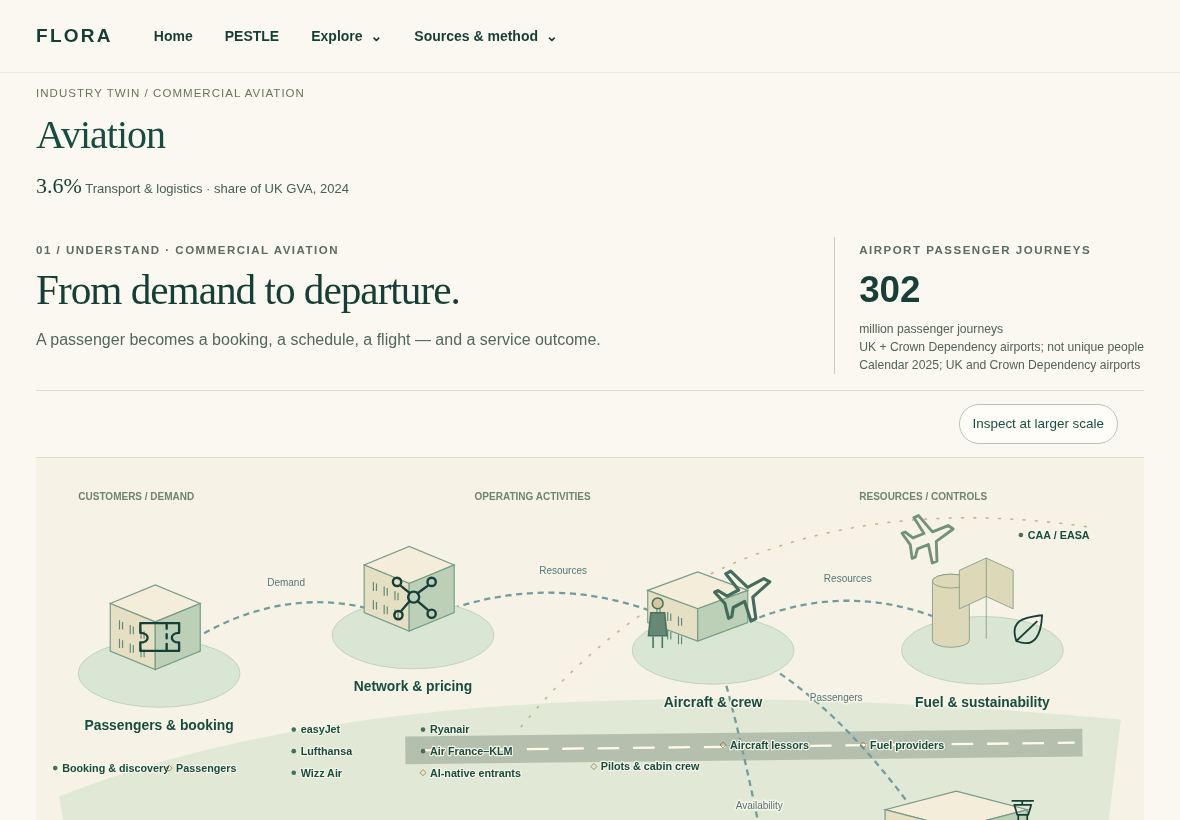 FLORA Home PESTLE Explore Sources & method
INDUSTRY TWIN / COMMERCIAL AVIATION
Aviation
3.6% Transport & logistics · share of UK GVA, 2024
01 / UNDERSTAND · COMMERCIAL AVIATION
From demand to departure.
A passenger becomes a booking, a schedule, a flight — and a service outcome.
AIRPORT PASSENGER JOURNEYS
302
million passenger journeys
UK + Crown Dependency airports; not unique people
Calendar 2025; UK and Crown Dependency airports
Inspect at larger scale
CUSTOMERS / DEMAND
OPERATING ACTIVITIES
RESOURCES / CONTROLS
CAA / EASA
Demand
Resources
Resources
Network & pricing
Passengers
Aircraft & crew
Fuel & sustainability
Passengers & booking
easyJet
Ryanair
Lufthansa
Air France–KLM
Aircraft lessors
Fuel providers
Booking & discovery
Passengers
Wizz Air
AI-native entrants
Pilots & cabin crew
Availability